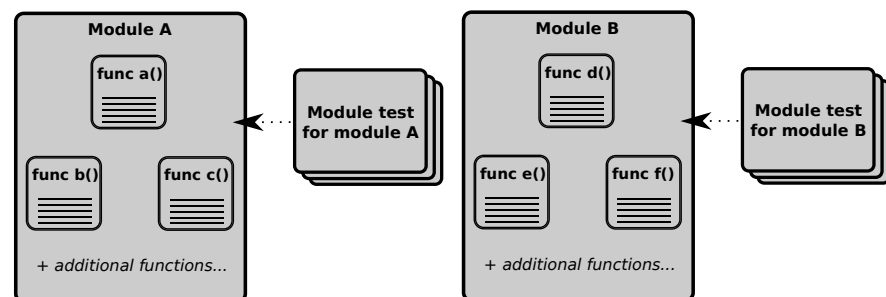 Module A
func a()
func b()
func c()
+ additional functions...
Module test
for module A
Module B
func d()
func e()
func f()
+ additional functions...
Module test
for module B